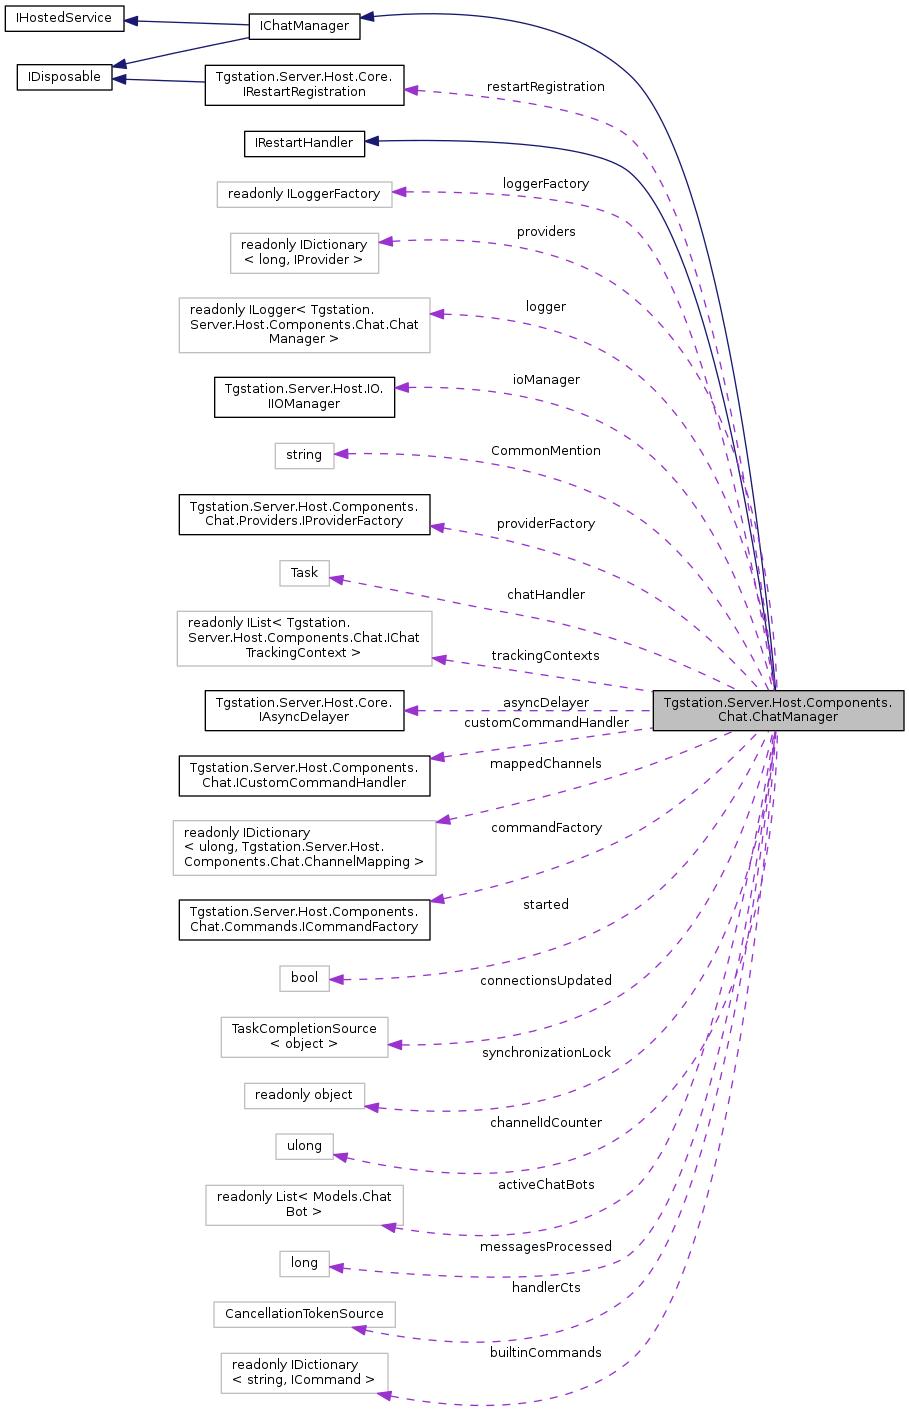 IHostedService
IChatManager
IDisposable
Tgstation.Server.Host.Core.
IRestartRegistration
restartRegistration
IRestartHandler
readonly ILoggerFactory
loggerFactory
providers
readonly IDictionary
< long, IProvider >
logger
readonly ILogger< Tgstation.
Server.Host.Components.Chat.Chat
Manager >
ioManager
Tgstation.Server.Host.IO.
IIOManager
CommonMention
string
Tgstation.Server.Host.Components.
Chat.Providers.IProviderFactory
providerFactory
Task
chatHandler
readonly IList< Tgstation.
Server.Host.Components.Chat.IChat
TrackingContext >
trackingContexts
Tgstation.Server.Host.Core.
IAsyncDelayer
asyncDelayer
Tgstation.Server.Host.Components.
Chat.ChatManager
customCommandHandler
Tgstation.Server.Host.Components.
Chat.ICustomCommandHandler
mappedChannels
readonly IDictionary
< ulong, Tgstation.Server.Host.
Components.Chat.ChannelMapping >
commandFactory
Tgstation.Server.Host.Components.
Chat.Commands.ICommandFactory
started
bool
connectionsUpdated
TaskCompletionSource
< object >
synchronizationLock
readonly object
channelIdCounter
ulong
activeChatBots
readonly List< Models.Chat
Bot >
messagesProcessed
long
handlerCts
CancellationTokenSource
builtinCommands
readonly IDictionary
< string, ICommand >